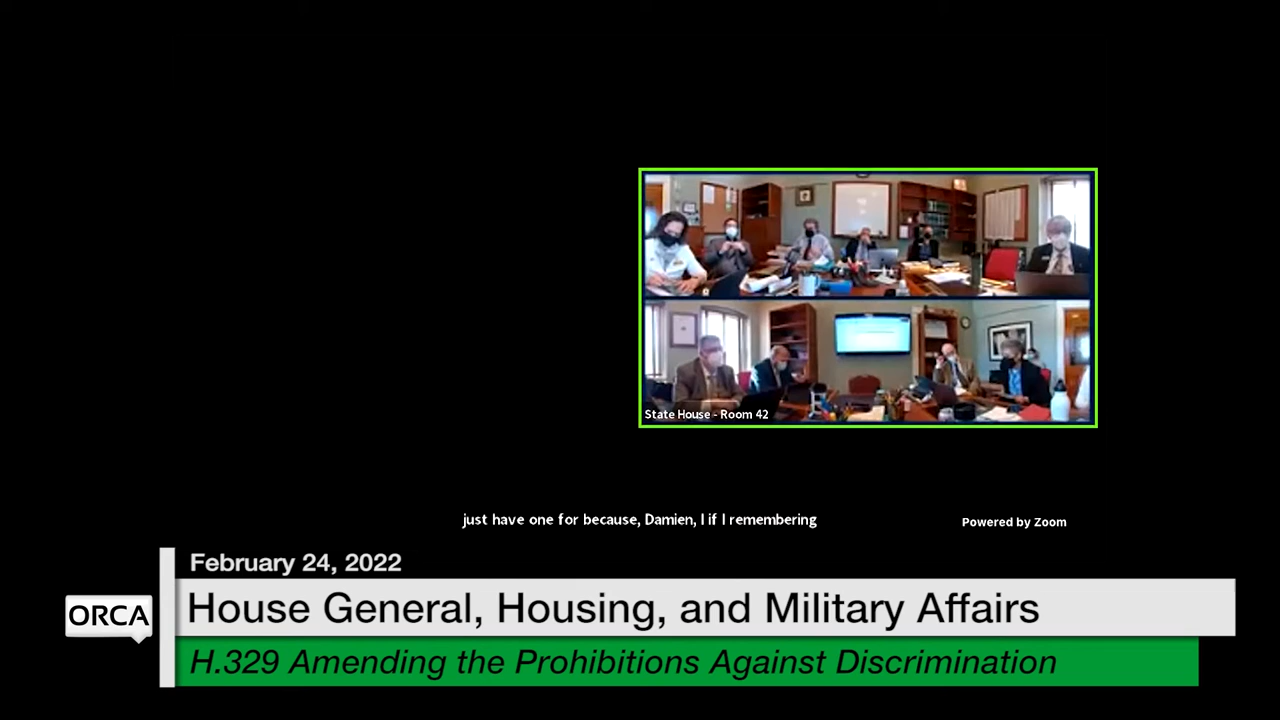 State House - Room 42
just have one for because, Damien, I if I remembering
Powered by Zoom
February 24, 2022
House General, Housing, and Military Affairs
ORCA
H.329 Amending the Prohibitions Against Discrimination